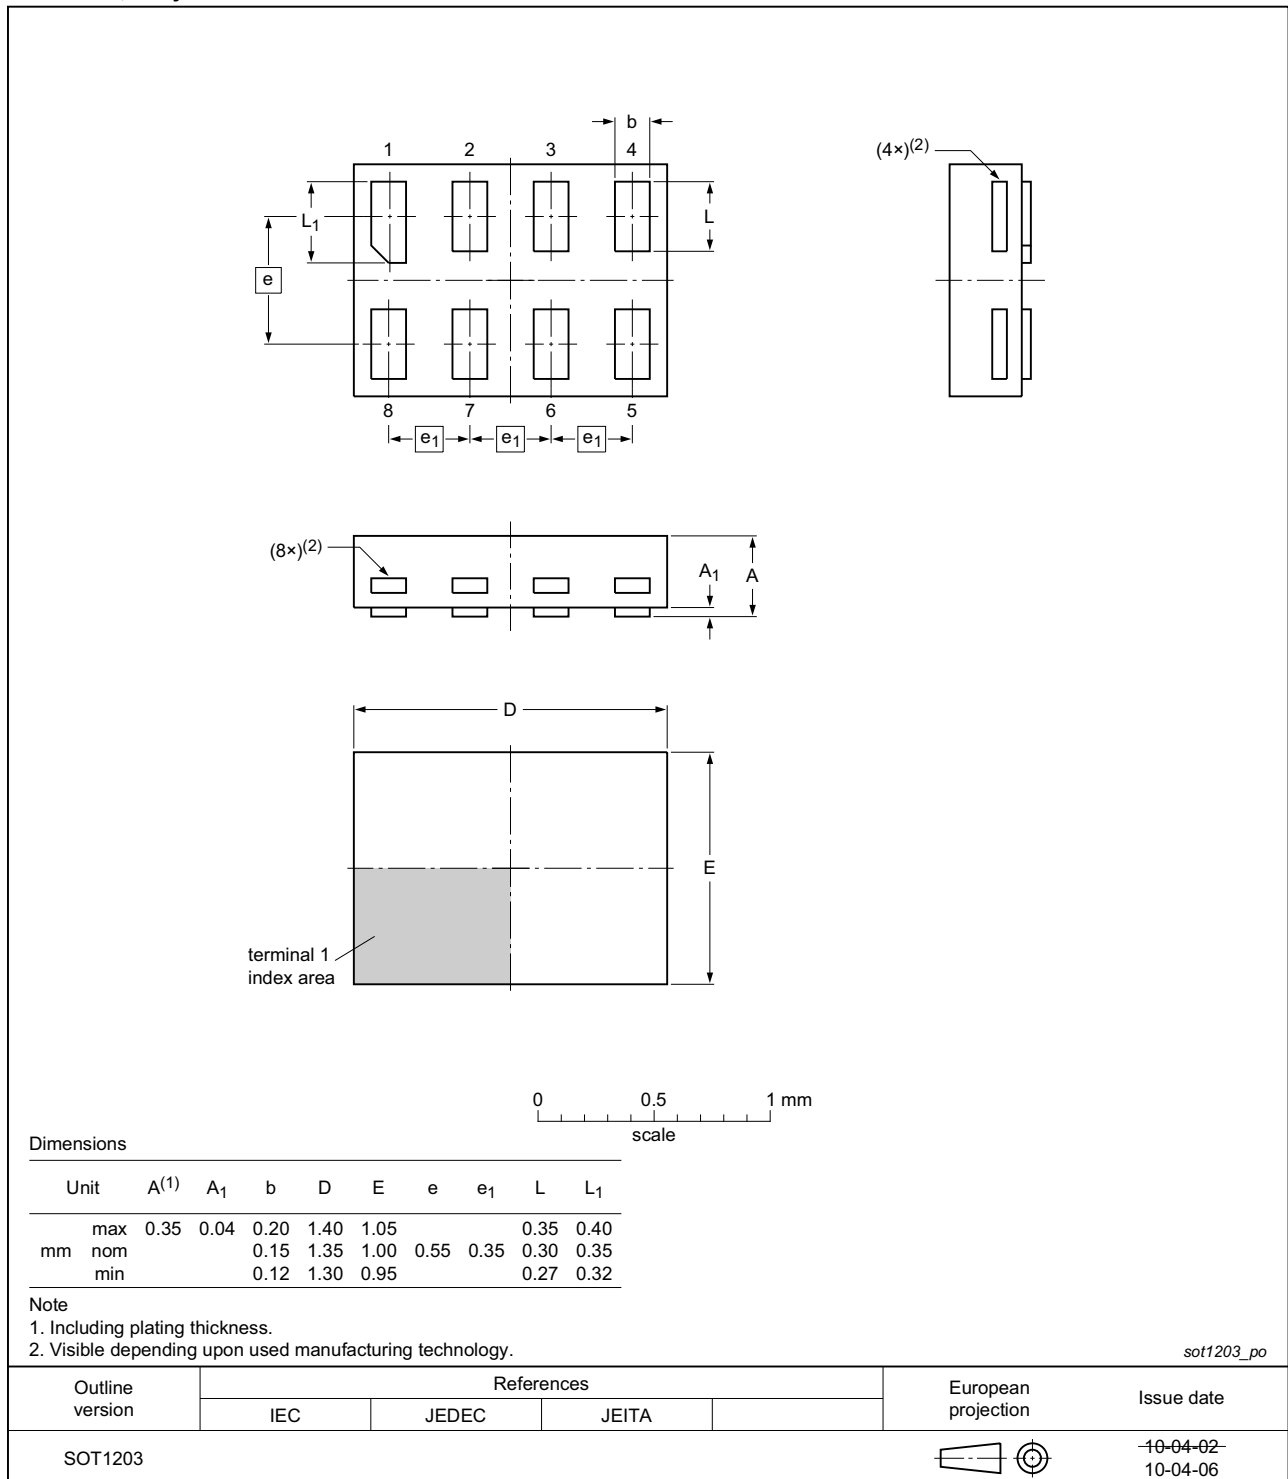 b
1 2 3 4
(4×)(2)
L1
L
e
8 7 6 5
e1 e1 e1
(8×)(2)
A1
A
D
E
terminal 1
index area
0 0.5 1 mm
scale
Dimensions
Unit A(1) A1 b D E e e1 L L1
max 0.35 0.04 0.20 1.40 1.05 0.35 0.40
mm nom 0.15 1.35 1.00 0.55 0.35 0.30 0.35
min 0.12 1.30 0.95 0.27 0.32
Note
1. Including plating thickness.
2. Visible depending upon used manufacturing technology.
sot1203_po
Outline
version
References
IEC JEDEC JEITA
European
projection
Issue date
SOT1203
10-04-02
10-04-06